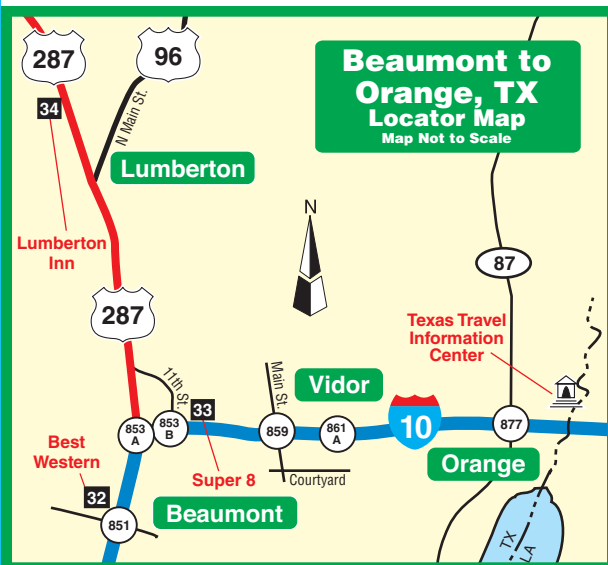 287
96
Beaumont to
Orange, TX
Locator Map
Map Not to Scale
34
N Main St.
Lumberton
Lumberton
Inn
N
87
287
Texas Travel
Information
Center
11th St.
Main St.
Vidor
33
853
A
853
B
859
861
A
10
877
Best
Western
Super 8
Courtyard
Orange
32
Beaumont
851
TX
LA